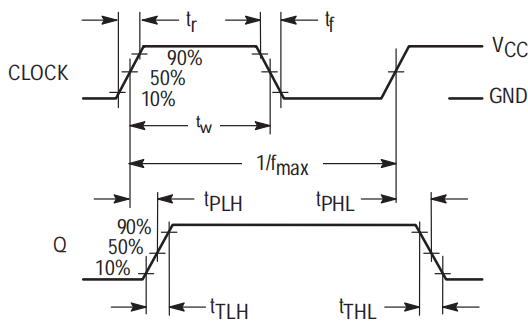 tr
tf
VCC
CLOCK
90%
50%
10%
GND
tw
1/fmax
tPLH
tPHL
Q
90%
50%
10%
tTLH
tTHL